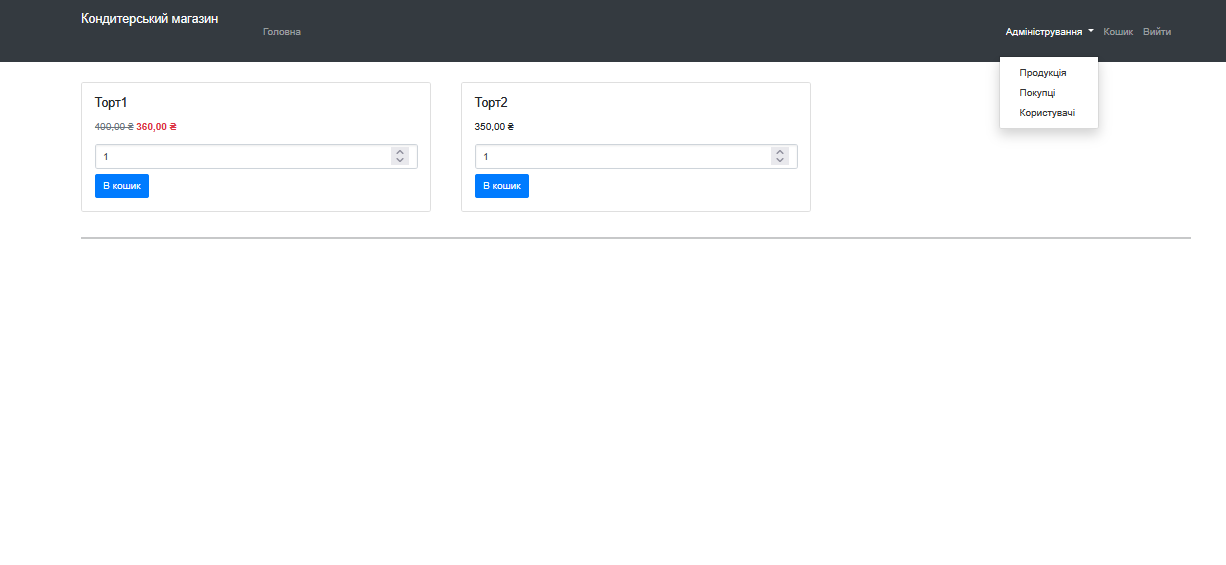 Кондитерський магазин
Головна
Адміністрування Кошик Вийти
Продукція
Покупці
Користувачі
Торт1
400,00 ₴ 360,00 ₴
1
В кошик
Торт2
350,00 ₴
1
В кошик